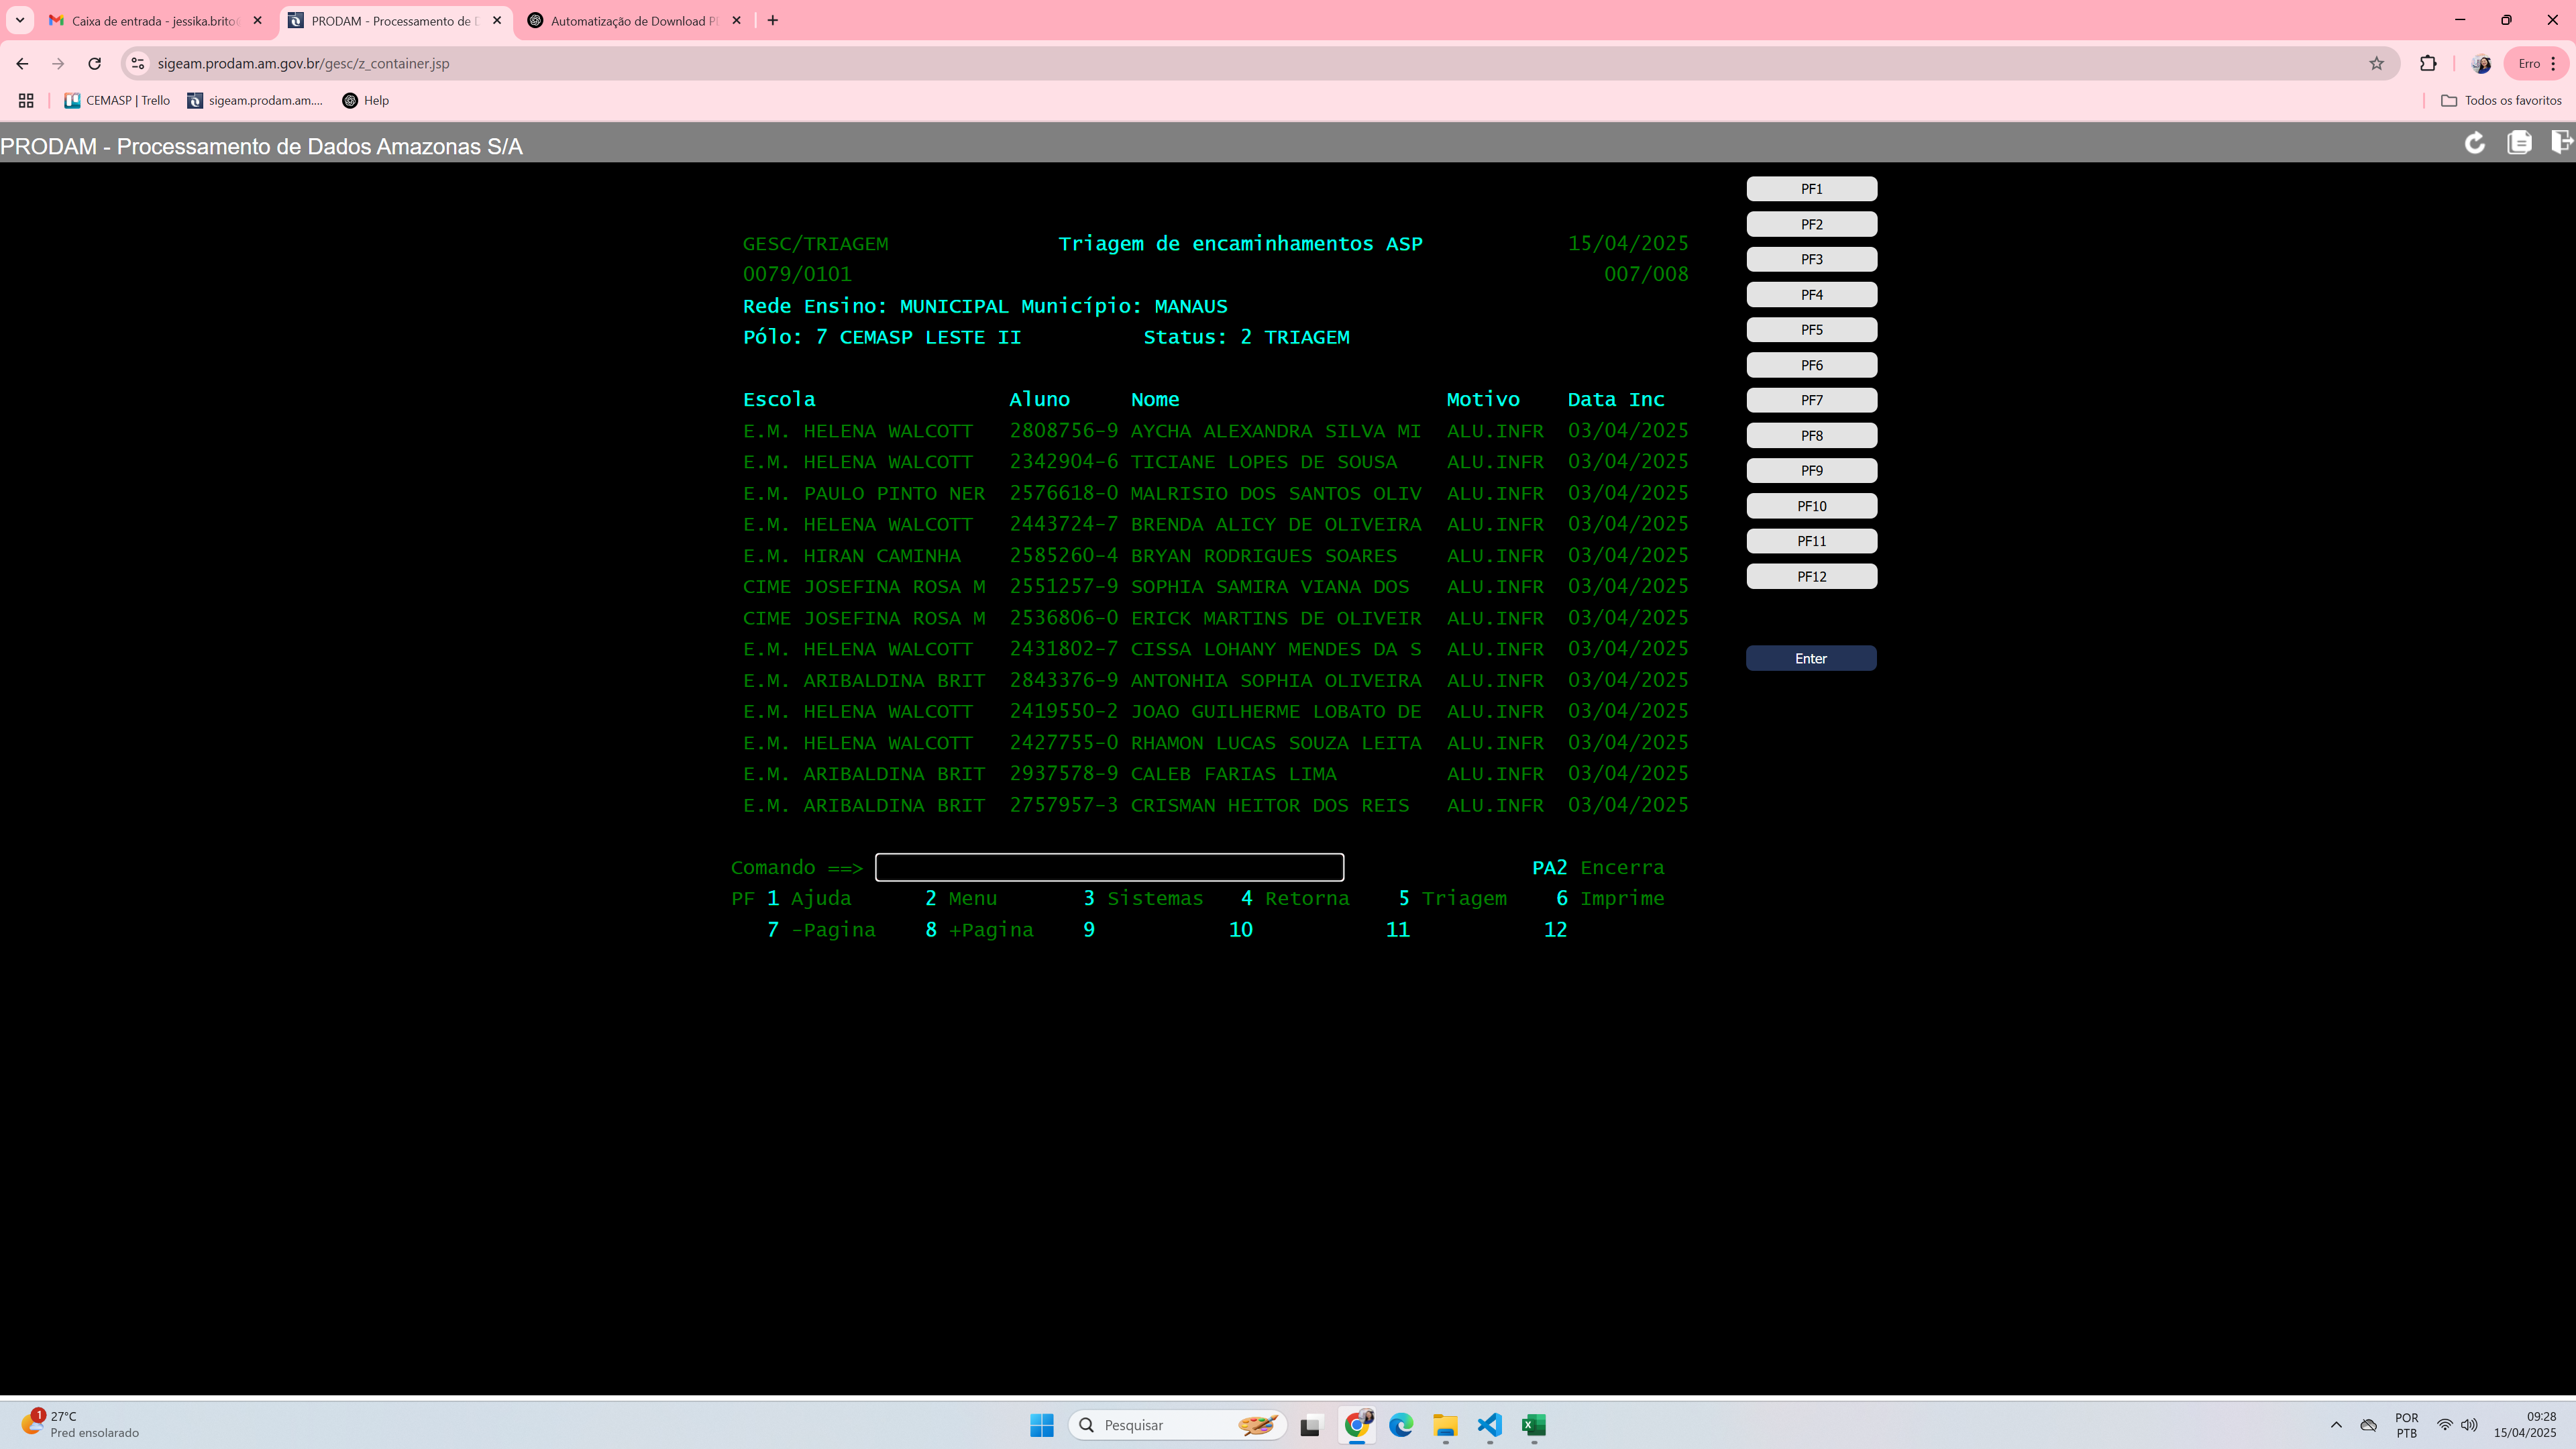 Caixa de entrada - jessika.brito
PRODAM - Processamento de D
Automatização de Download P
sigeam.prodam.am.gov.br/gesc/z_container.jsp
Erro
CEMASP | Trello
sigeam.prodam.am....
Help
Todos os favoritos
PRODAM - Processamento de Dados Amazonas S/A
GESC/TRIAGEM Triagem de encaminhamentos ASP 15/04/2025
0079/0101 007/008
Rede Ensino: MUNICIPAL Município: MANAUS
Pólo: 7 CEMASP LESTE II Status: 2 TRIAGEM
Escola Aluno Nome Motivo Data Inc
E.M. HELENA WALCOTT 2808756-9 AYCHA ALEXANDRA SILVA MI ALU.INFR 03/04/2025
E.M. HELENA WALCOTT 2342904-6 TICIANE LOPES DE SOUSA ALU.INFR 03/04/2025
E.M. PAULO PINTO NER 2576618-0 MALRISIO DOS SANTOS OLIV ALU.INFR 03/04/2025
E.M. HELENA WALCOTT 2443724-7 BRENDA ALICY DE OLIVEIRA ALU.INFR 03/04/2025
E.M. HIRAN CAMINHA 2585260-4 BRYAN RODRIGUES SOARES ALU.INFR 03/04/2025
CIME JOSEFINA ROSA M 2551257-9 SOPHIA SAMIRA VIANA DOS ALU.INFR 03/04/2025
CIME JOSEFINA ROSA M 2536806-0 ERICK MARTINS DE OLIVEIR ALU.INFR 03/04/2025
E.M. HELENA WALCOTT 2431802-7 CISSA LOHANY MENDES DA S ALU.INFR 03/04/2025
E.M. ARIBALDINA BRIT 2843376-9 ANTONHIA SOPHIA OLIVEIRA ALU.INFR 03/04/2025
E.M. HELENA WALCOTT 2419550-2 JOAO GUILHERME LOBATO DE ALU.INFR 03/04/2025
E.M. HELENA WALCOTT 2427755-0 RHAMON LUCAS SOUZA LEITA ALU.INFR 03/04/2025
E.M. ARIBALDINA BRIT 2937578-9 CALEB FARIAS LIMA ALU.INFR 03/04/2025
E.M. ARIBALDINA BRIT 2757957-3 CRISMAN HEITOR DOS REIS ALU.INFR 03/04/2025
Comando ==> PA2 Encerra
PF 1 Ajuda 2 Menu 3 Sistemas 4 Retorna 5 Triagem 6 Imprime
7 -Pagina 8 +Pagina 9 10 11 12
PF1
PF2
PF3
PF4
PF5
PF6
PF7
PF8
PF9
PF10
PF11
PF12
Enter
1
27°C
Pred ensolarado
Pesquisar
POR
PTB
09:28
15/04/2025